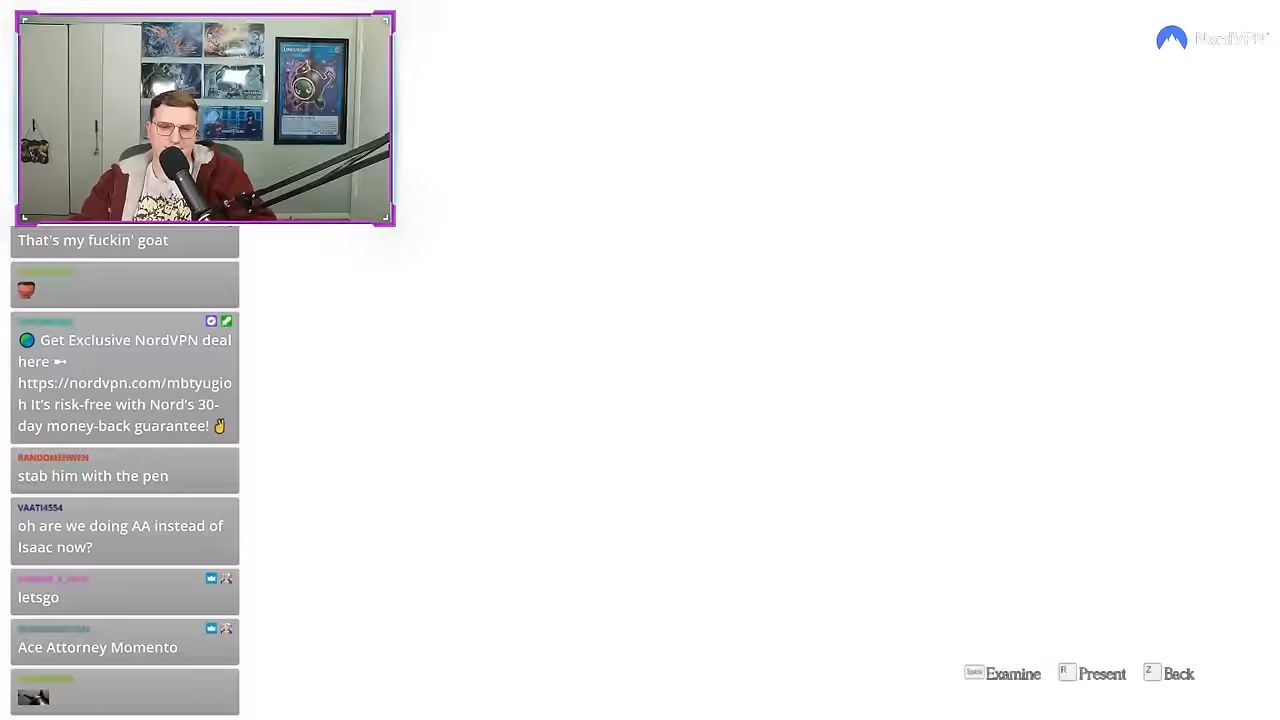 NordVPN
That's my fuckin' goat
Get Exclusive NordVPN deal
here ➸
https://nordvpn.com/mbtyugio
h It's risk-free with Nord's 30-
day money-back guarantee! ✌
RANDOMERWEN
stab him with the pen
VAATI4554
oh are we doing AA instead of
Isaac now?
letsgo
Ace Attorney Momento
Examine
R Present
Z Back